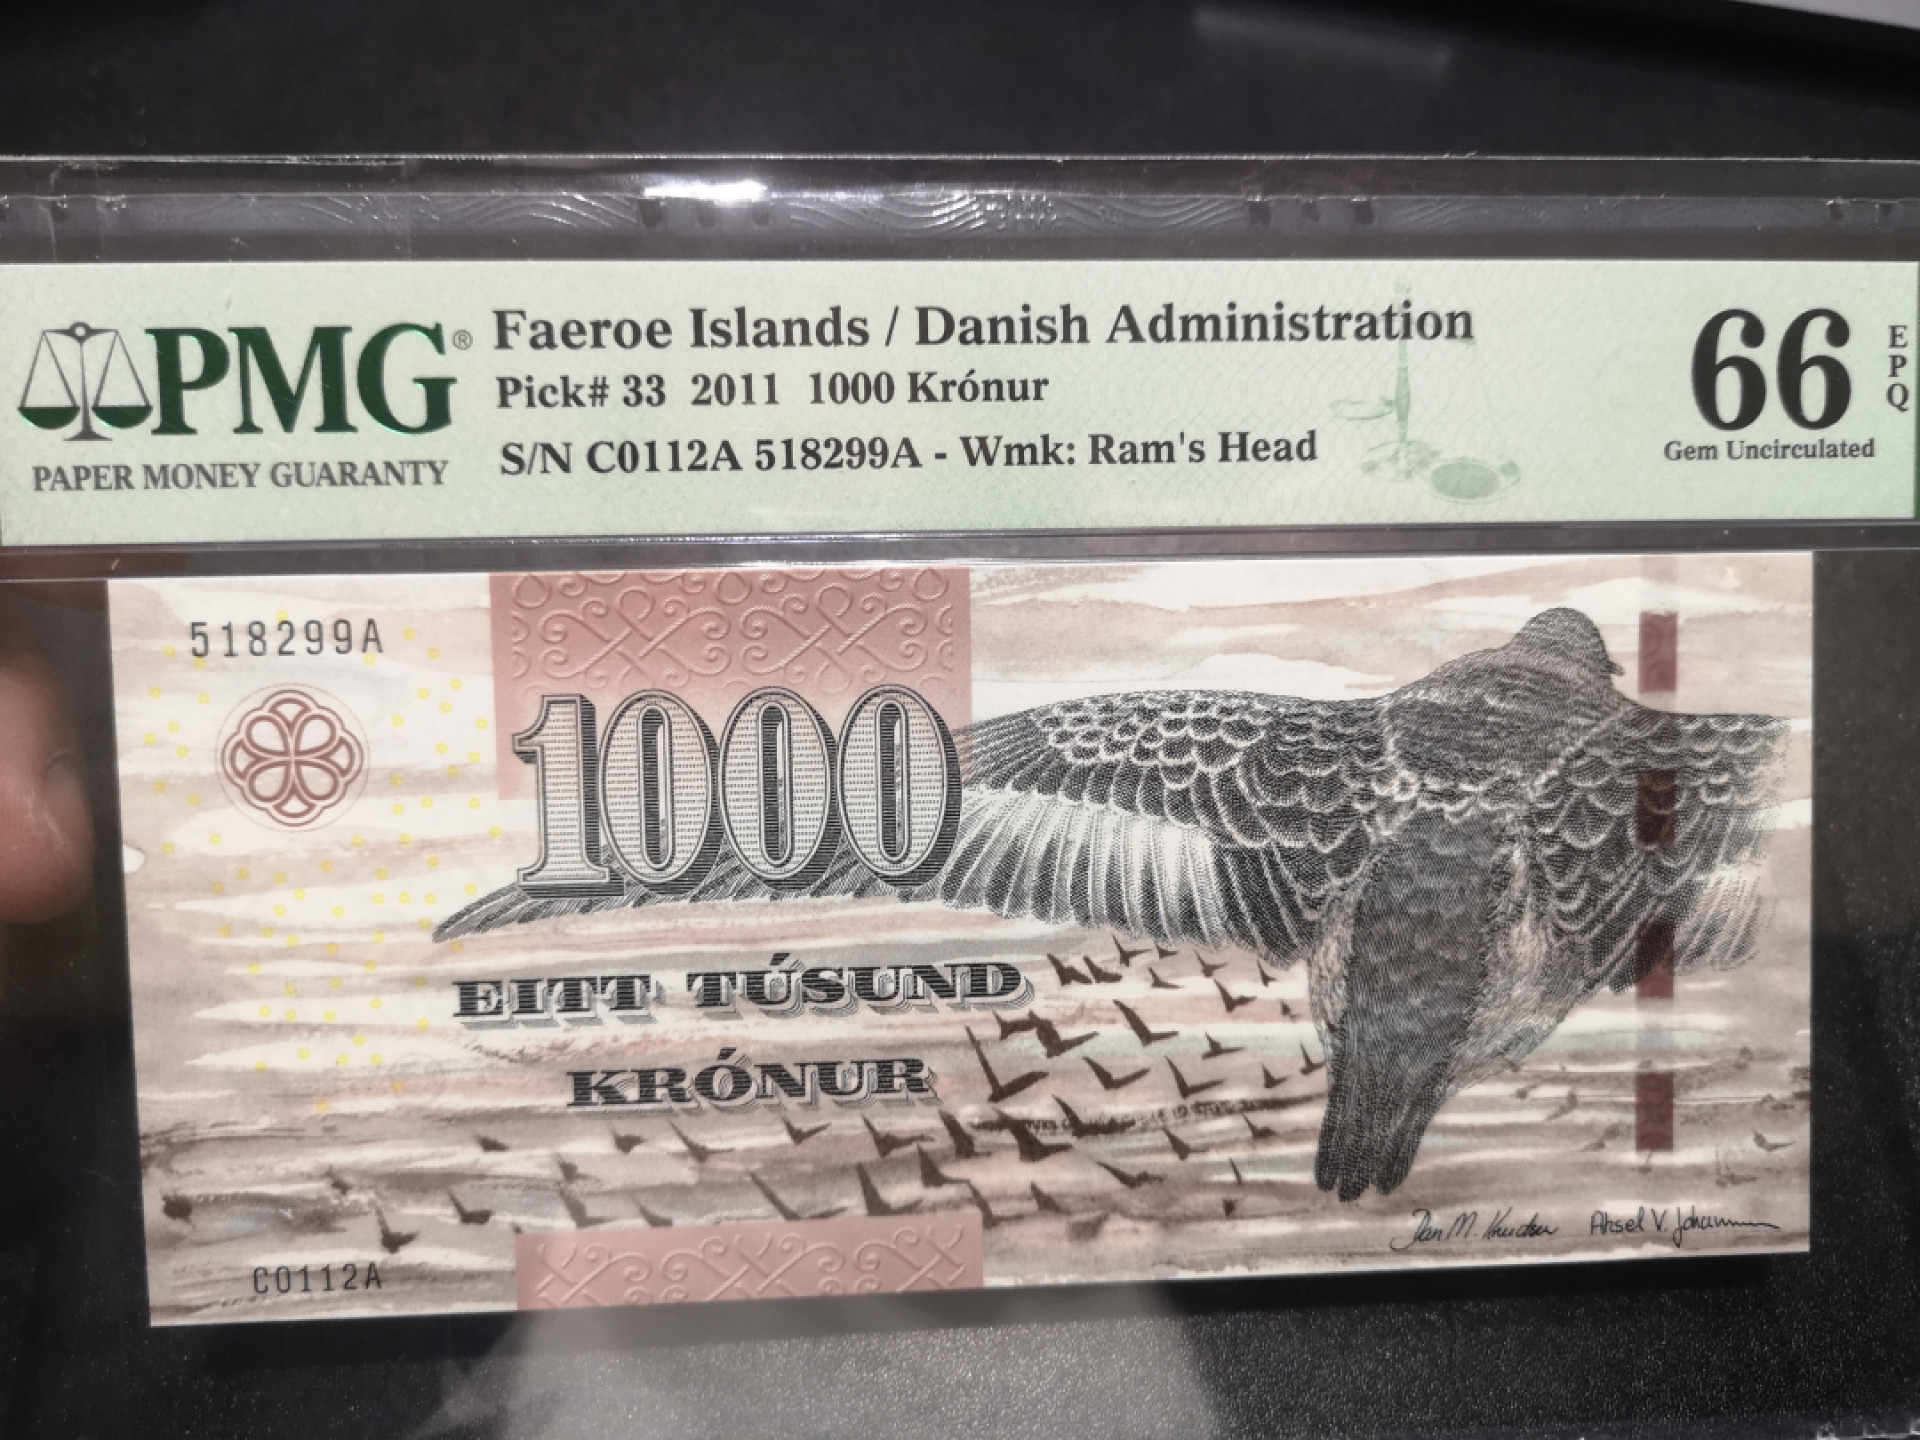 PMG®
PAPER MONEY GUARANTY
Faeroe Islands / Danish Administration
Pick# 33 2011 1000 Krónur
S/N C0112A 518299A - Wmk: Ram's Head
66 EPQ
Gem Uncirculated
518299A
1000
EITT TÚSUND
KRÓNUR
Aksel V.
C0112A